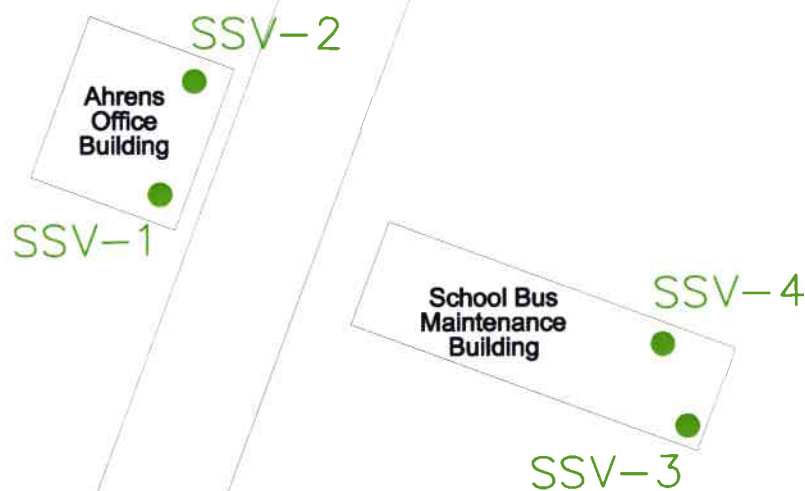 SSV-2
Ahrens
Office
Building
SSV-1
School Bus
Maintenance
Building
SSV-4
SSV-3